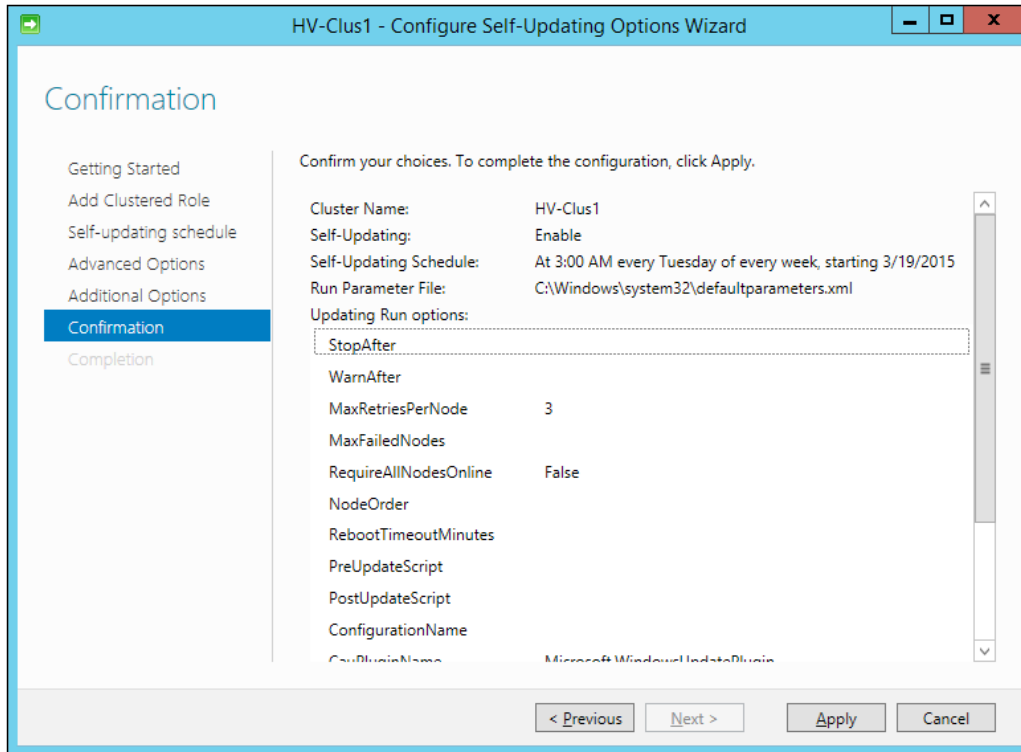 HV-Clus1 - Configure Self-Updating Options Wizard
Confirmation
Getting Started
Add Clustered Role
Self-updating schedule
Advanced Options
Additional Options
Confirmation
Completion
Confirm your choices. To complete the configuration, click Apply.
Cluster Name: HV-Clus1
Self-Updating: Enable
Self-Updating Schedule: At 3:00 AM every Tuesday of every week, starting 3/19/2015
Run Parameter File: C:\Windows\system32\defaultparameters.xml
Updating Run options:
StopAfter
WarnAfter
MaxRetriesPerNode 3
MaxFailedNodes
RequireAllNodesOnline False
NodeOrder
RebootTimeoutMinutes
PreUpdateScript
PostUpdateScript
ConfigurationName
CauPluginName Microsoft.WindowsUpdatePlugin
< Previous Next > Apply Cancel